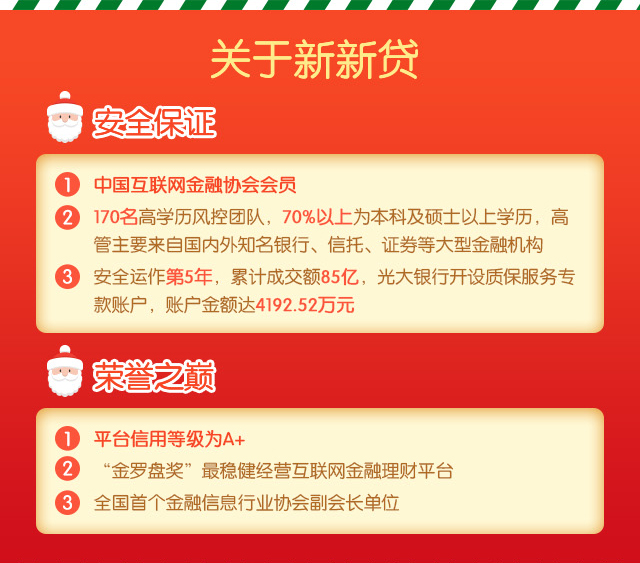 关于新新贷
安全保证
1 中国互联网金融协会会员
2 170名高学历风控团队，70%以上为本科及硕士以上学历，高
管主要来自国内外知名银行、信托、证券等大型金融机构
3 安全运作第5年，累计成交额85亿，光大银行开设质保服务专
款账户，账户金额达4192.52万元
荣誉之巅
1 平台信用等级为A+
2 “金罗盘奖”最稳健经营互联网金融理财平台
3 全国首个金融信息行业协会副会长单位